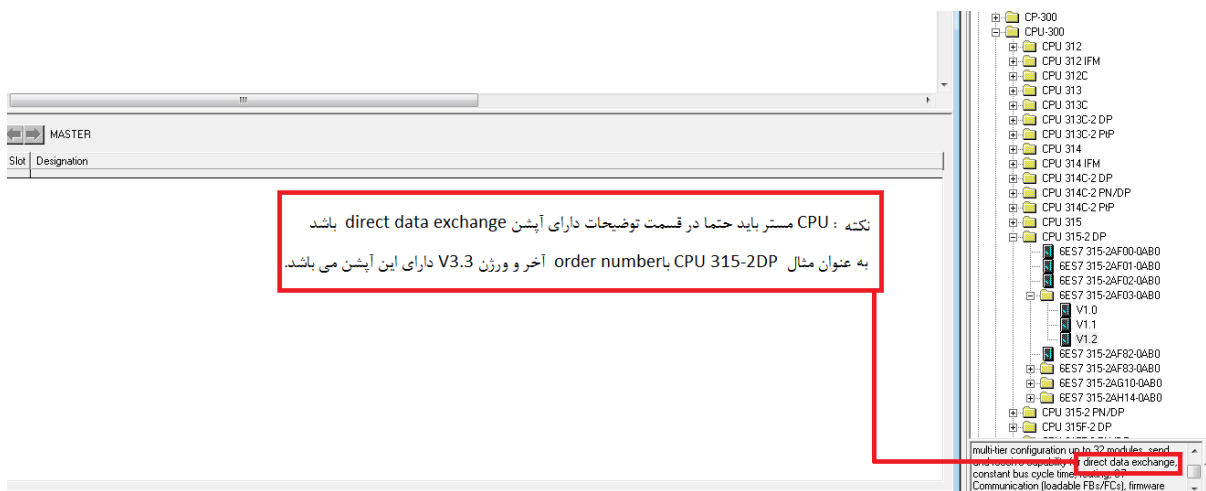 CP-300
CPU-300
CPU 312
CPU 312 IFM
CPU 312C
CPU 313
CPU 313C
CPU 313C-2 DP
CPU 313C-2 PtP
CPU 314
CPU 314 IFM
CPU 314C-2 DP
CPU 314C-2 PN/DP
CPU 314C-2 PtP
CPU 315
CPU 315-2 DP
6ES7 315-2AF00-0AB0
6ES7 315-2AF01-0AB0
6ES7 315-2AF02-0AB0
6ES7 315-2AF03-0AB0
V1.0
V1.1
V1.2
6ES7 315-2AF82-0AB0
6ES7 315-2AF83-0AB0
6ES7 315-2AG10-0AB0
6ES7 315-2AH14-0AB0
CPU 315-2 PN/DP
CPU 315F-2 DP
MASTER
Slot Designation
نکته : CPU مستر باید حتما در قسمت توضیحات دارای آپشن direct data exchange باشد
به عنوان مثال CPU 315-2DP باorder number آخر و ورژن V3.3 دارای این آپشن می باشد.
multi-tier configuration up to 32 modules, send
direct data exchange,
constant bus cycle time, routing, S7
Communication (loadable FBs/FCs), firmware